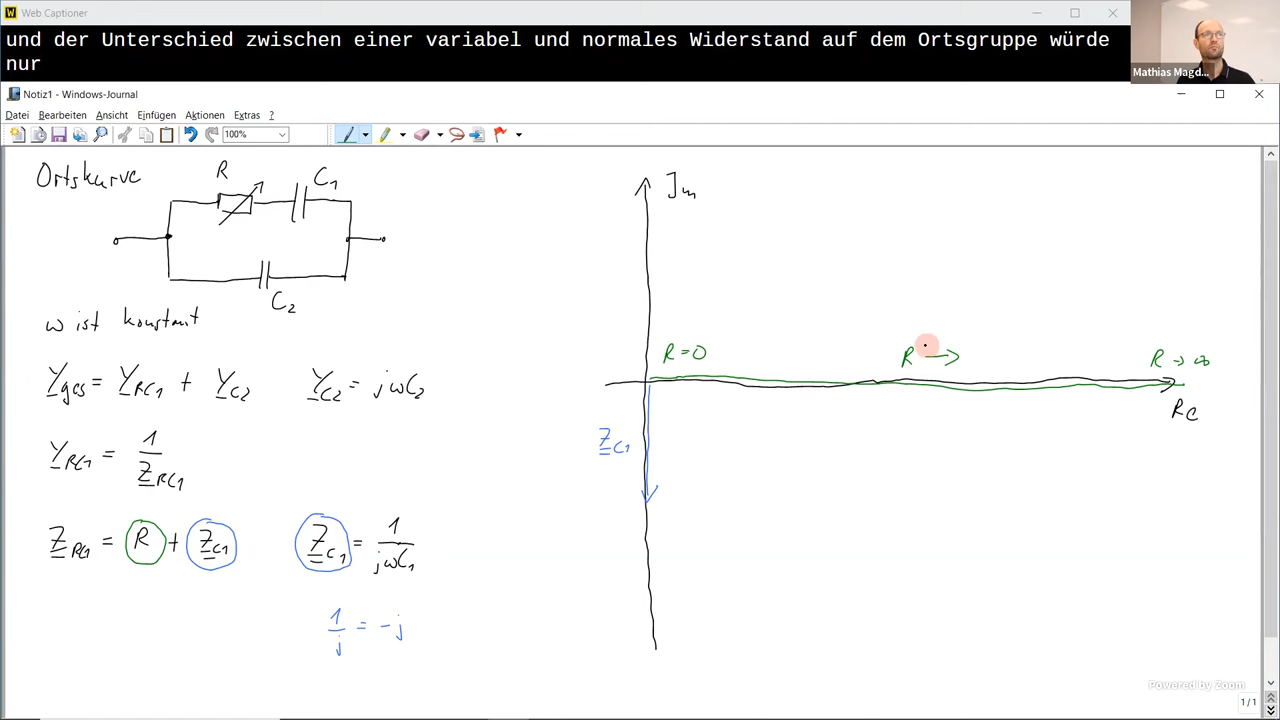 Web Captioner
und der Unterschied zwischen einer variabel und normales Widerstand auf dem Ortsgruppe würde
nur
Mathias Magd...
Notiz1 - Windows-Journal
Datei Bearbeiten Ansicht Einfügen Aktionen Extras ?
100%
Ortskurve
R
C1
C2
ω ist konstant
Yges = YRC1 + YC2 YC2 = jωC2
YRC1 = 1 / ZRC1
ZRC1 = R + ZC1 ZC1 = 1 / jωC1
1 / j = -j
Im
R = 0
R →
R → ∞
Re
ZC1
Powered by Zoom
1 / 1